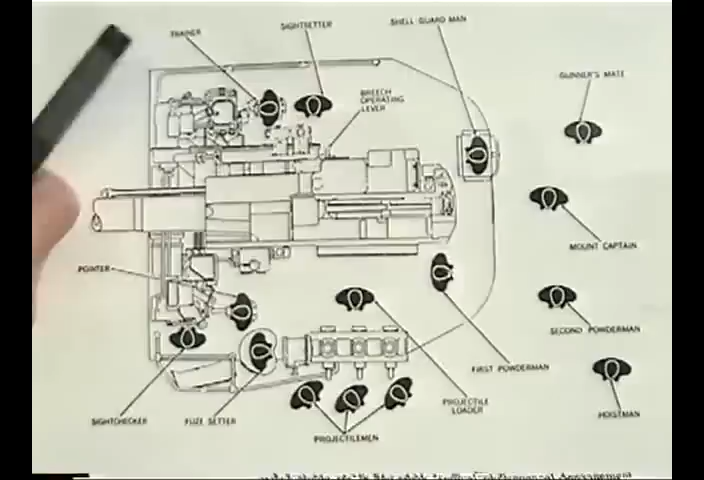 TRAINER
SIGHTSETTER
SHELL GUARD MAN
GUNNER'S MATE
BREECH
OPERATING
LEVER
MOUNT CAPTAIN
POINTER
SECOND POWDERMAN
FIRST POWDERMAN
PROJECTILE
LOADER
HOISTMAN
SIGHTCHECKER
FUZE SETTER
PROJECTILEMEN